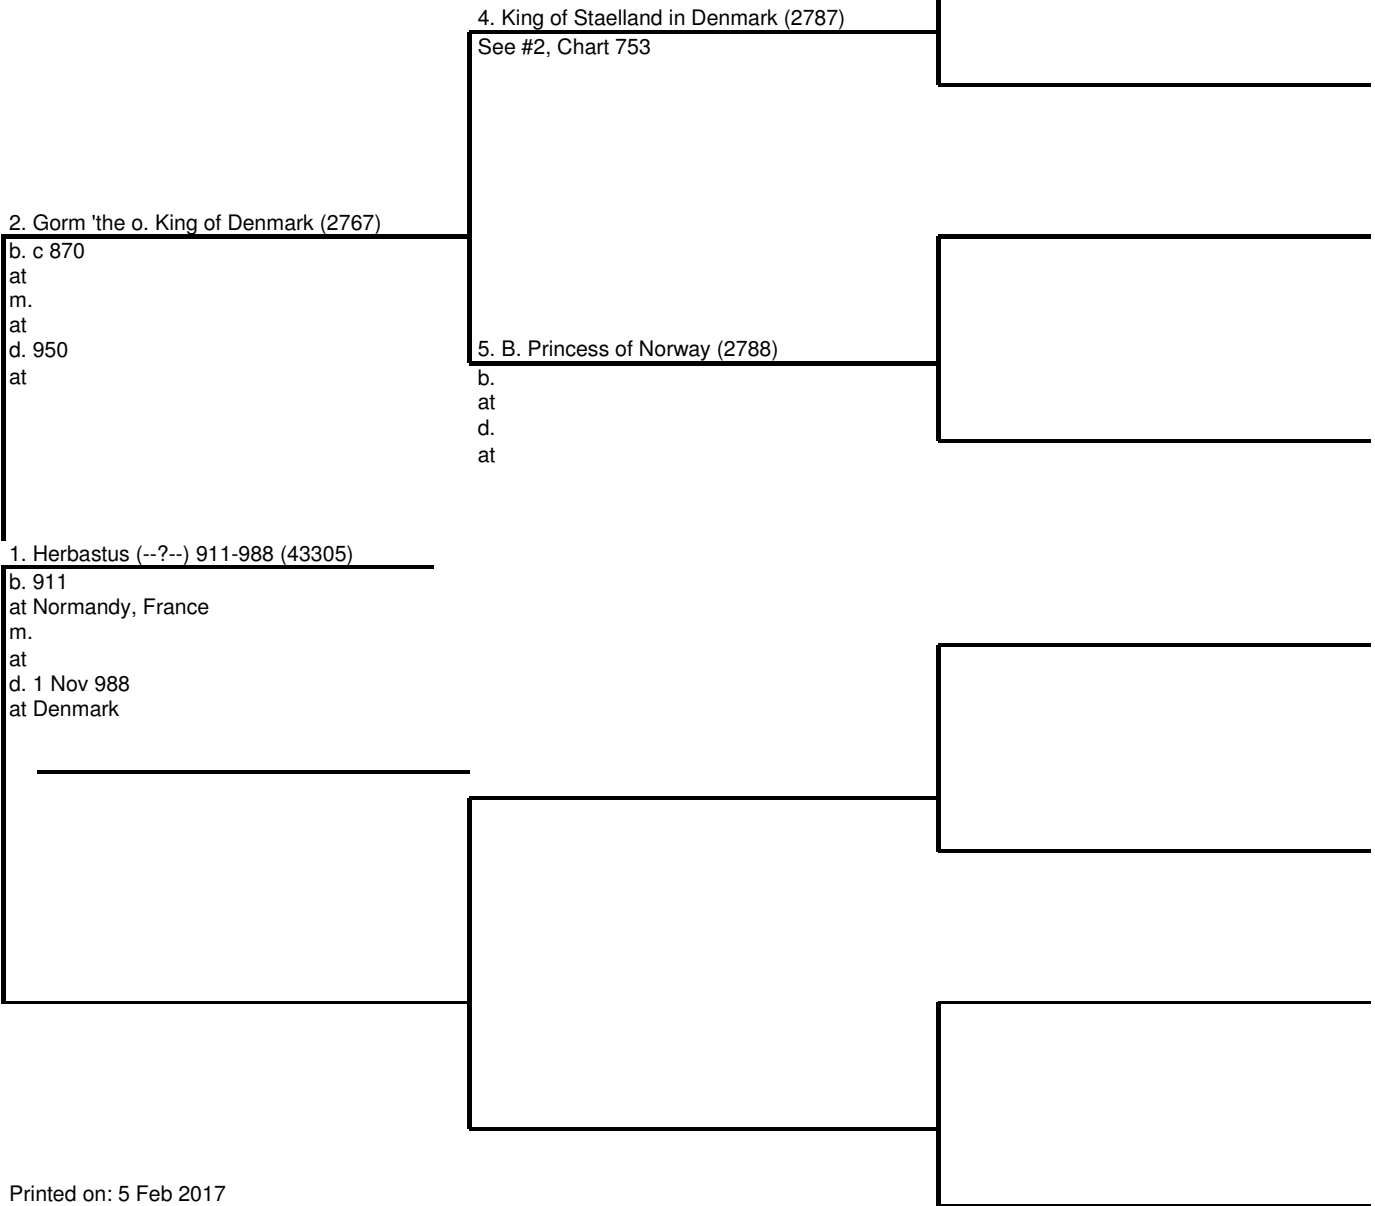 4. King of Staelland in Denmark (2787)
See #2, Chart 753
2. Gorm 'the o. King of Denmark (2767)
b. c 870
at
m.
at
d. 950
at
5. B. Princess of Norway (2788)
b.
at
d.
at
1. Herbastus (--?--) 911-988 (43305)
b. 911
at Normandy, France
m.
at
d. 1 Nov 988
at Denmark
Printed on: 5 Feb 2017